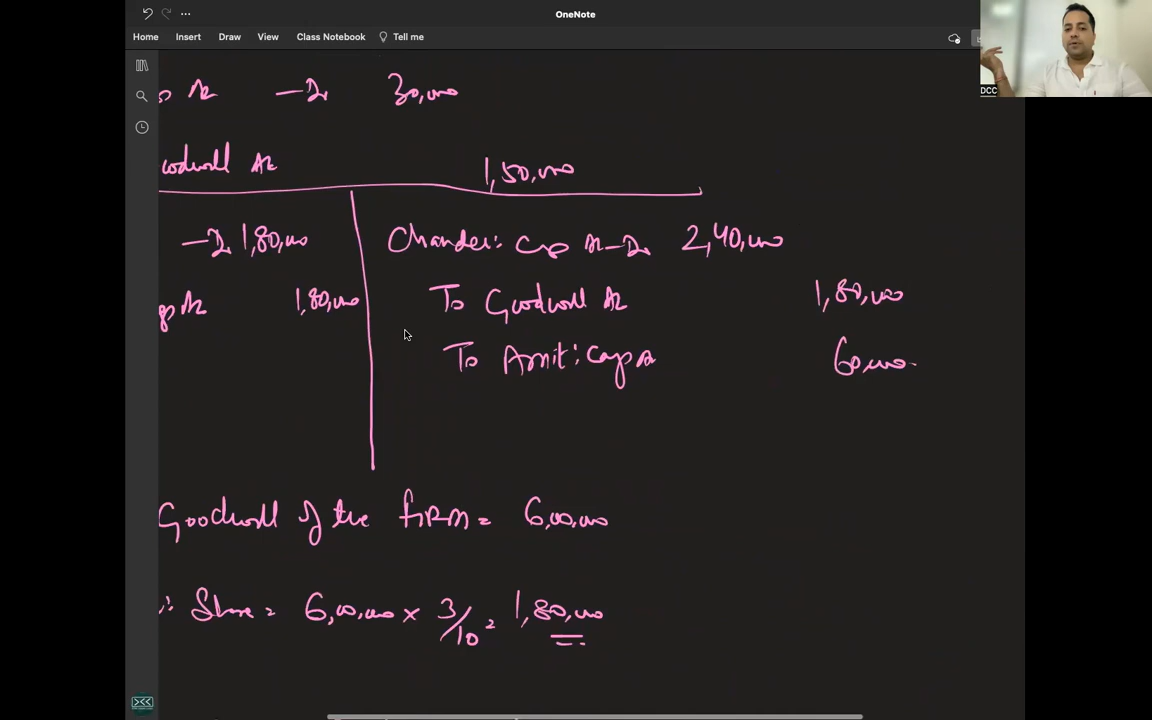 OneNote
Home Insert Draw View Class Notebook Tell me
DCC
p A/c —Dr 30,000
oodwill A/c 1,50,000
—Dr 1,80,000
ap A/c 1,80,000
Chander: Cap A/c —Dr 2,40,000
To Goodwill A/c 1,80,000
To Amit: Cap A/c 60,000
Goodwill of the firm = 6,00,000
∴ Share = 6,00,000 × 3/10 = 1,80,000